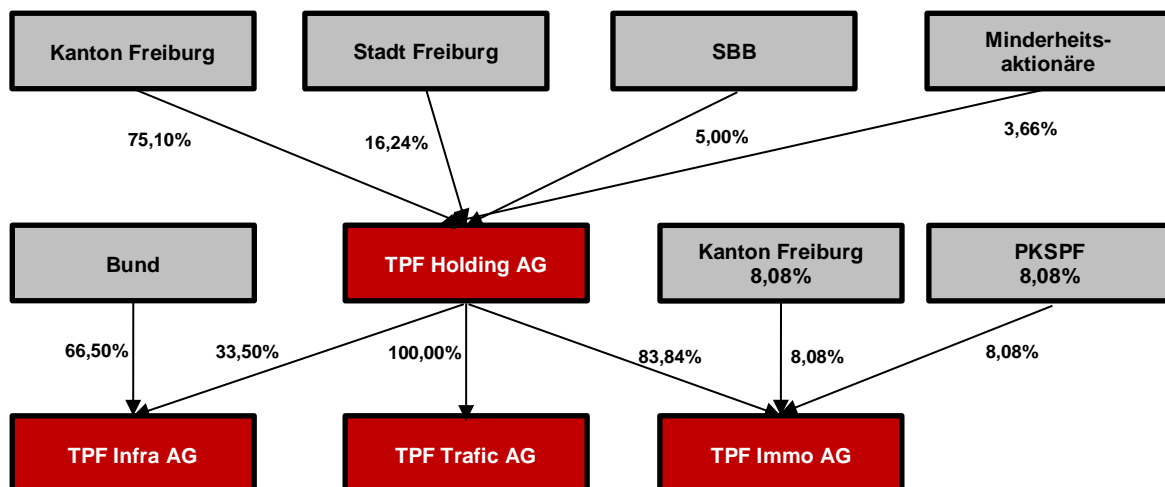 Kanton Freiburg
Stadt Freiburg
SBB
Minderheits-
aktionäre
75,10%
16,24%
5,00%
3,66%
Bund
TPF Holding AG
Kanton Freiburg
8,08%
PKSPF
8,08%
66,50%
33,50%
100,00%
83,84%
8,08%
8,08%
TPF Infra AG
TPF Trafic AG
TPF Immo AG